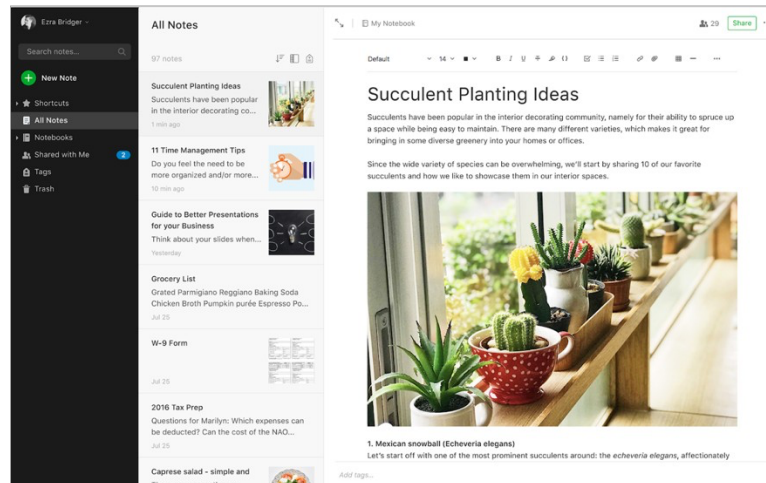 Ezra Bridger
Search notes...
New Note
Shortcuts
All Notes
Notebooks
Shared with Me
2
Tags
Trash
All Notes
97 notes
Succulent Planting Ideas
Succulents have been popular
in the interior decorating co...
1 min ago
11 Time Management Tips
Do you feel the need to be
more organized and/or more...
10 min ago
Guide to Better Presentations
for your Business
Think about your slides when...
Yesterday
Grocery List
Grated Parmigiano Reggiano Baking Soda
Chicken Broth Pumpkin purée Espresso Po...
Jul 25
W-9 Form
Jul 25
2016 Tax Prep
Questions for Marilyn: Which expenses can
be deducted? Can the cost of the NAO...
Jul 25
Caprese salad - simple and
My Notebook
29
Share
Default
14
B I U
Succulent Planting Ideas
Succulents have been popular in the interior decorating community, namely for their ability to spruce up
a space while being easy to maintain. There are many different varieties, which makes it great for
bringing in some diverse greenery into your homes or offices.
Since the wide variety of species can be overwhelming, we'll start by sharing 10 of our favorite
succulents and how we like to showcase them in our interior spaces.
1. Mexican snowball (Echeveria elegans)
Let's start off with one of the most prominent succulents around: the echeveria elegans, affectionately
Add tags...